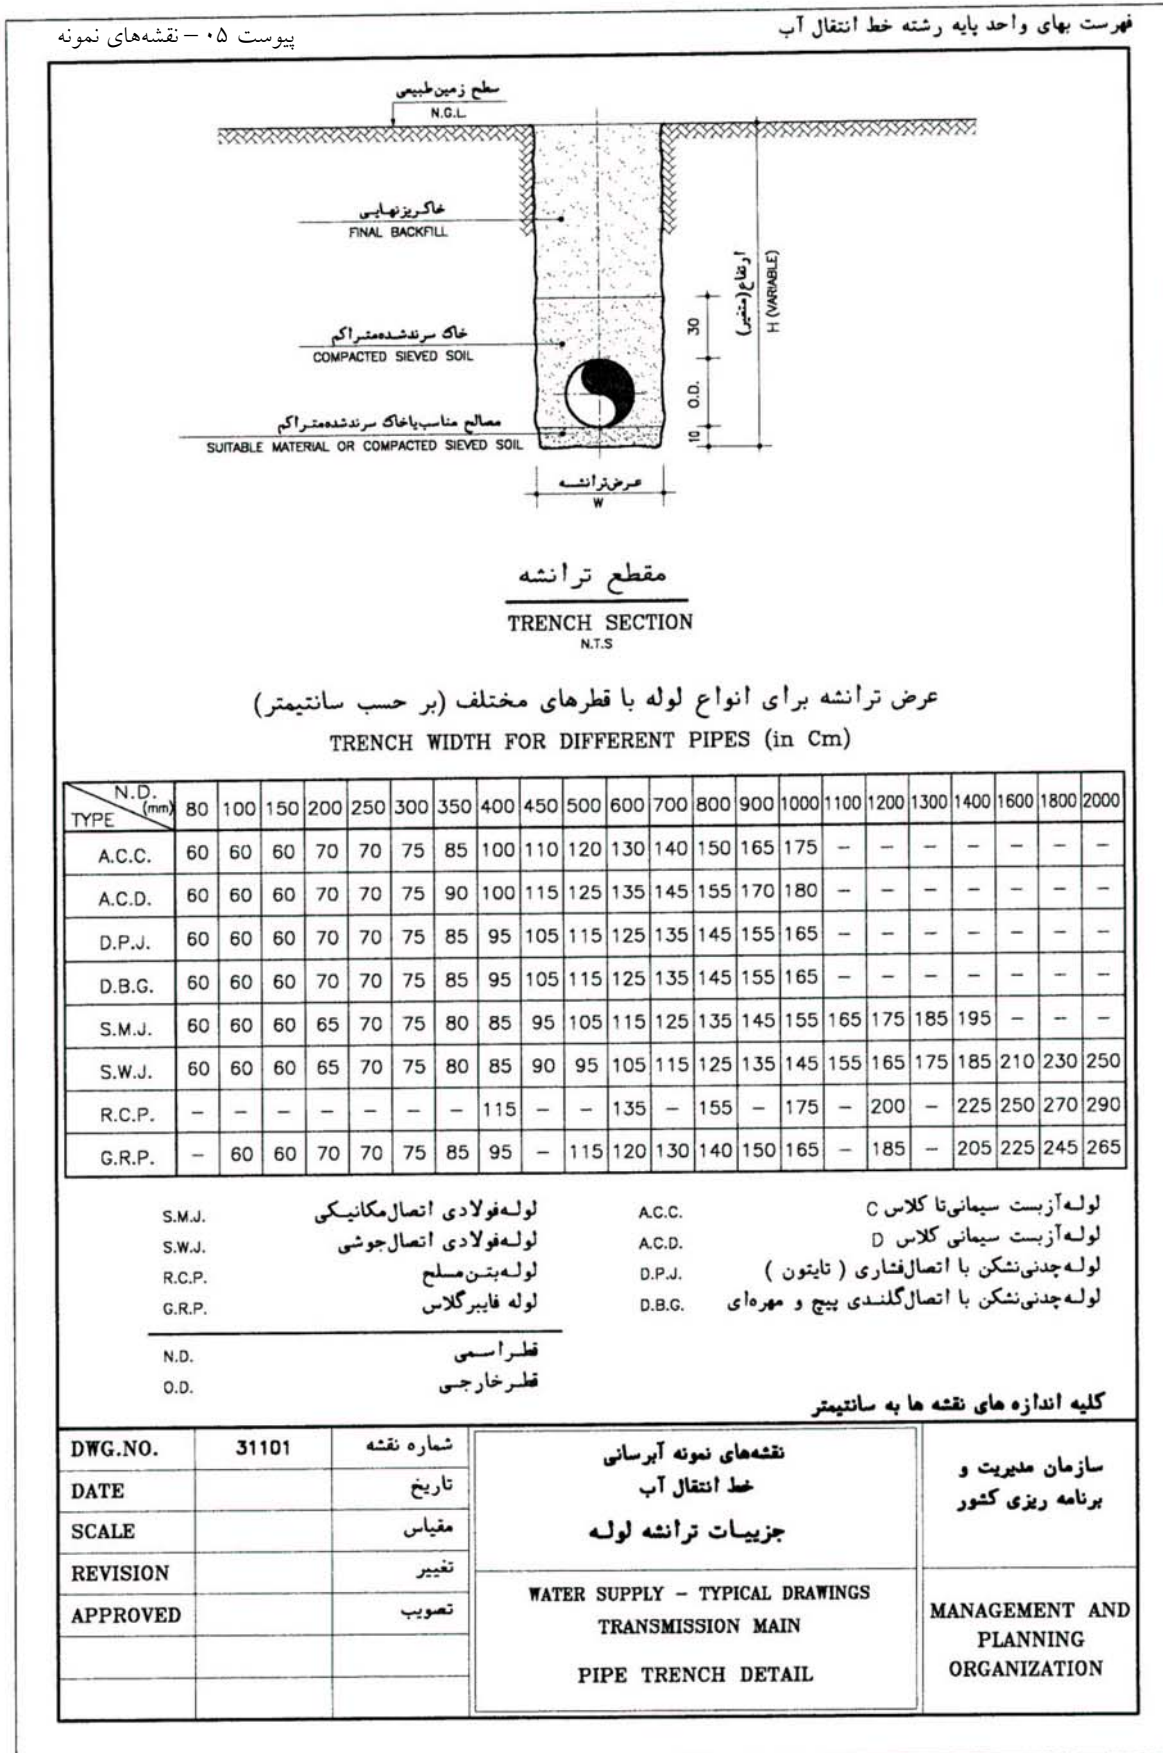 فهرست بهای واحد پایه رشته خط انتقال آب
پیوست ۰۵ – نقشه‌های نمونه
سطح زمین طبیعی
N.G.L.
خاکریز نهایی
FINAL BACKFILL
خاک سرند شده متراکم
COMPACTED SIEVED SOIL
مصالح مناسب یا خاک سرند شده متراکم
SUITABLE MATERIAL OR COMPACTED SIEVED SOIL
ارتفاع (متغیر)
H (VARIABLE)
30
O.D.
10
عرض ترانشه
W
مقطع ترانشه
TRENCH SECTION
N.T.S
عرض ترانشه برای انواع لوله با قطرهای مختلف (بر حسب سانتیمتر)
TRENCH WIDTH FOR DIFFERENT PIPES (in Cm)
TYPE N.D. (mm) 80 100 150 200 250 300 350 400 450 500 600 700 800 900 1000 1100 1200 1300 1400 1600 1800 2000
A.C.C. 60 60 60 70 70 75 85 100 110 120 130 140 150 165 175 – – – – – – –
A.C.D. 60 60 60 70 70 75 90 100 115 125 135 145 155 170 180 – – – – – – –
D.P.J. 60 60 60 70 70 75 85 95 105 115 125 135 145 155 165 – – – – – – –
D.B.G. 60 60 60 70 70 75 85 95 105 115 125 135 145 155 165 – – – – – – –
S.M.J. 60 60 60 65 70 75 80 85 95 105 115 125 135 145 155 165 175 185 195 – – –
S.W.J. 60 60 60 65 70 75 80 85 90 95 105 115 125 135 145 155 165 175 185 210 230 250
R.C.P. – – – – – – – 115 – – 135 – 155 – 175 – 200 – 225 250 270 290
G.R.P. – 60 60 70 70 75 85 95 – 115 120 130 140 150 165 – 185 – 205 225 245 265
لوله آزبست سیمانی تا کلاس C A.C.C.
لوله آزبست سیمانی کلاس D A.C.D.
لوله چدنی نشکن با اتصال فشاری ( تایتون ) D.P.J.
لوله چدنی نشکن با اتصال گلندی پیچ و مهره‌ای D.B.G.
لوله فولادی اتصال مکانیکی S.M.J.
لوله فولادی اتصال جوشی S.W.J.
لوله بتن مسلح R.C.P.
لوله فایبرگلاس G.R.P.
قطر اسمی N.D.
قطر خارجی O.D.
کلیه اندازه های نقشه ها به سانتیمتر
DWG.NO. 31101 شماره نقشه
DATE تاریخ
SCALE مقیاس
REVISION تغییر
APPROVED تصویب
نقشه‌های نمونه آبرسانی
خط انتقال آب
جزییات ترانشه لوله
WATER SUPPLY – TYPICAL DRAWINGS
TRANSMISSION MAIN
PIPE TRENCH DETAIL
سازمان مدیریت و
برنامه ریزی کشور
MANAGEMENT AND
PLANNING
ORGANIZATION